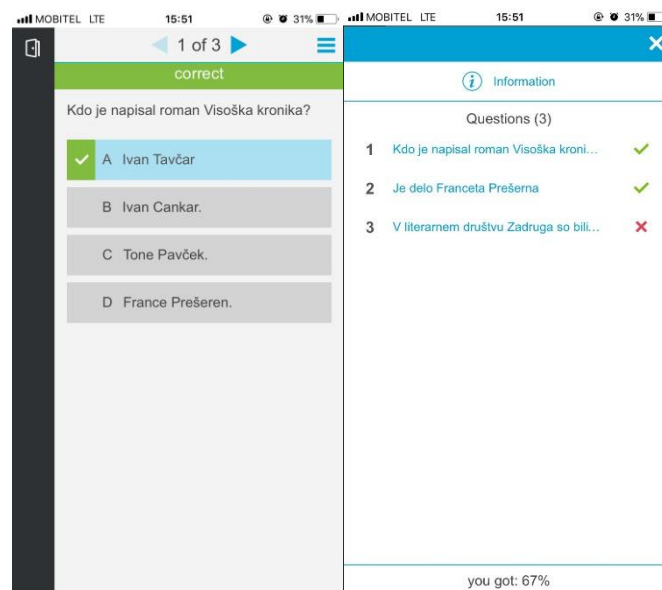 MOBITEL LTE 15:51 31%
1 of 3
correct
Kdo je napisal roman Visoška kronika?
A Ivan Tavčar
B Ivan Cankar.
C Tone Pavček.
D France Prešeren.
MOBITEL LTE 15:51 31%
Information
Questions (3)
1 Kdo je napisal roman Visoška kroni...
2 Je delo Franceta Prešerna
3 V literarnem društvu Zadruga so bili...
you got: 67%